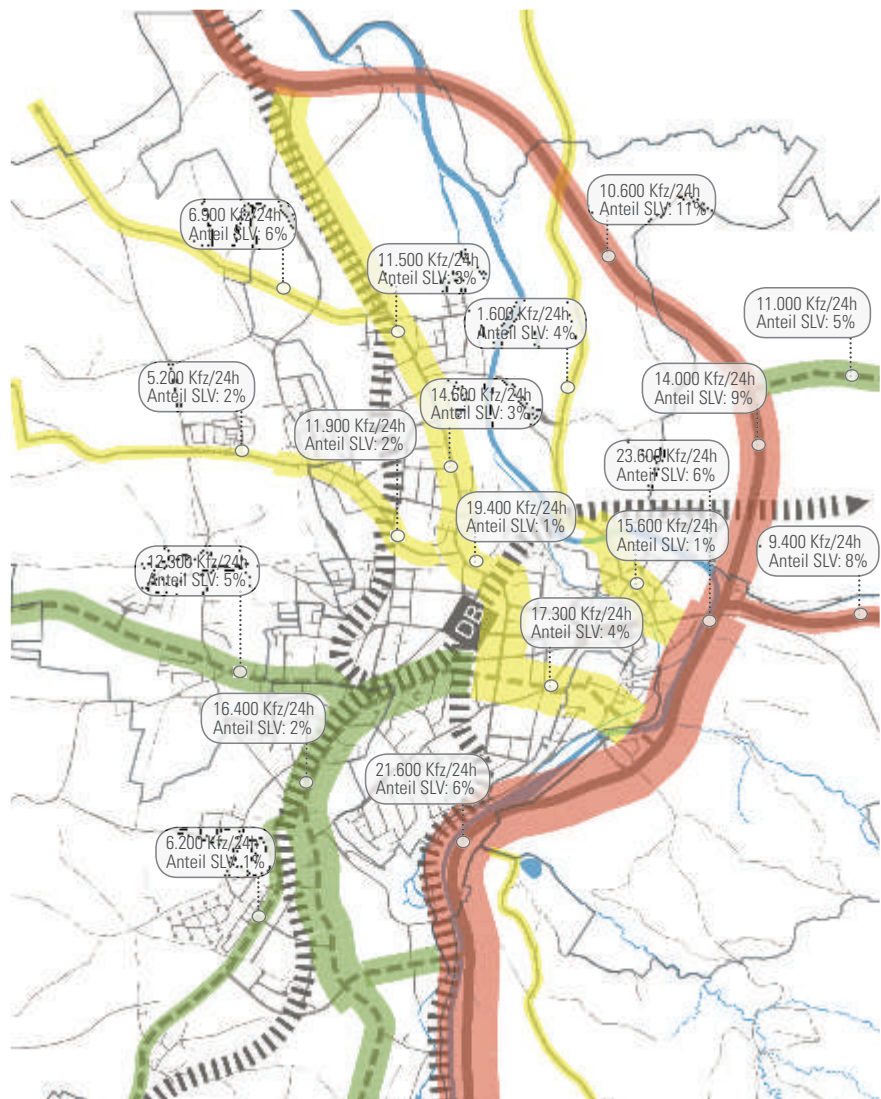 10.600 Kfz/24h
Anteil SLV: 11%
6.900 Kfz/24h
Anteil SLV: 6%
11.500 Kfz/24h
Anteil SLV: 3%
11.000 Kfz/24h
Anteil SLV: 5%
1.600 Kfz/24h
Anteil SLV: 4%
5.200 Kfz/24h
Anteil SLV: 2%
14.000 Kfz/24h
Anteil SLV: 9%
14.600 Kfz/24h
Anteil SLV: 3%
11.900 Kfz/24h
Anteil SLV: 2%
23.600 Kfz/24h
Anteil SLV: 6%
19.400 Kfz/24h
Anteil SLV: 1%
15.600 Kfz/24h
Anteil SLV: 1%
9.400 Kfz/24h
Anteil SLV: 8%
12.300 Kfz/24h
Anteil SLV: 5%
DB
17.300 Kfz/24h
Anteil SLV: 4%
16.400 Kfz/24h
Anteil SLV: 2%
21.600 Kfz/24h
Anteil SLV: 6%
6.200 Kfz/24h
Anteil SLV: 1%